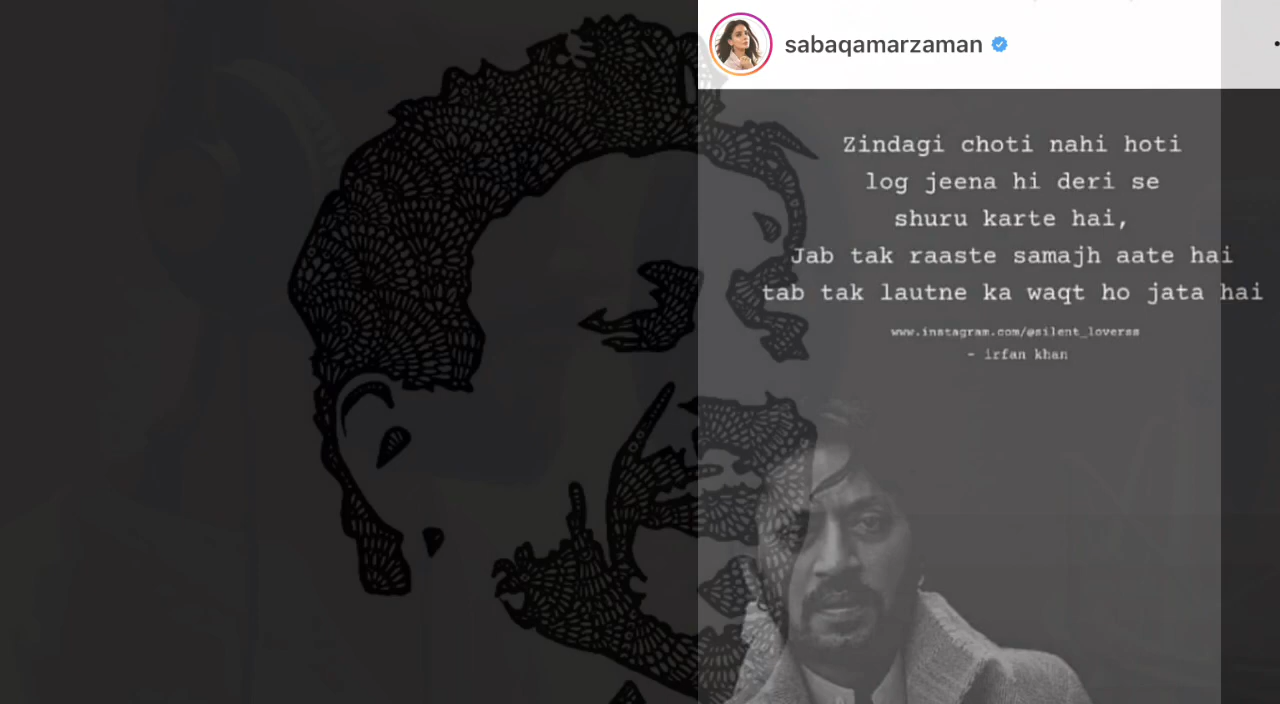 sabaqamarzaman
Zindagi choti nahi hoti
log jeena hi deri se
shuru karte hai,
Jab tak raaste samajh aate hai
tab tak lautne ka waqt ho jata hai
www.instagram.com/@silent_loverss
- irfan khan